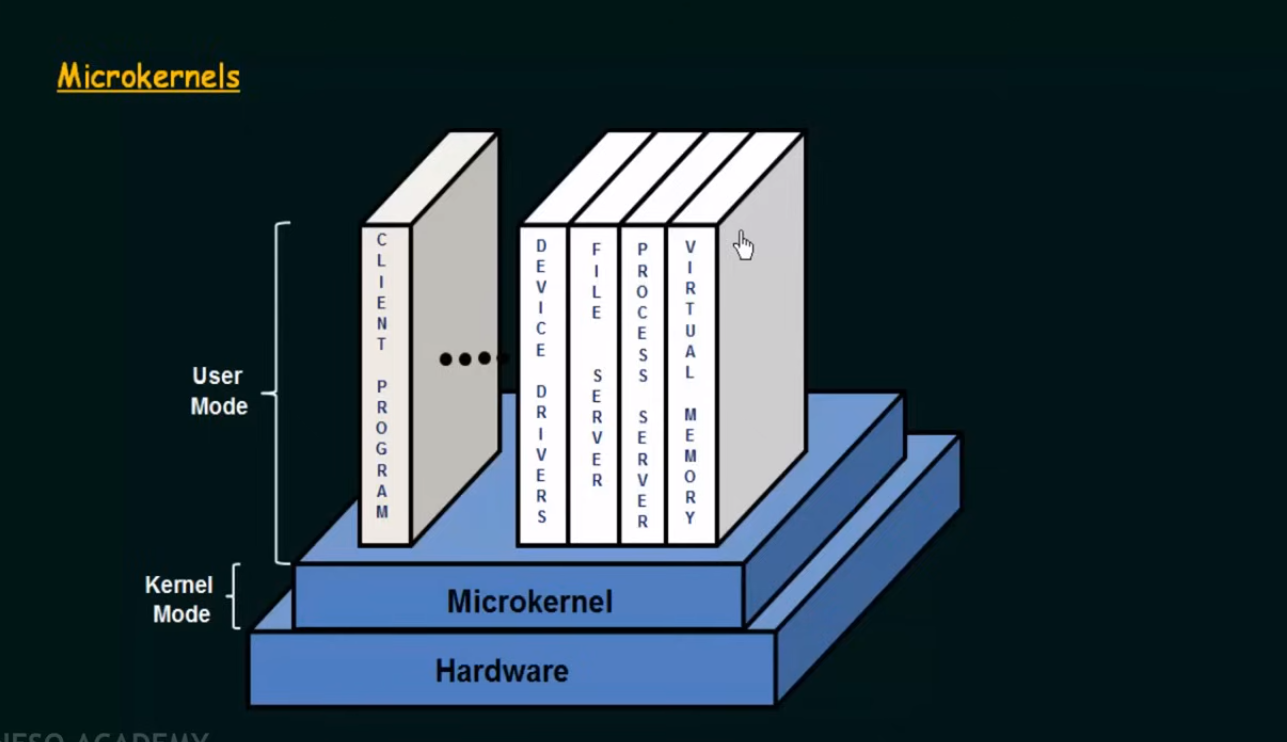 Microkernels
CLIENT PROGRAM
DEVICE DRIVERS
FILE SERVER
PROCESS SERVER
VIRTUAL MEMORY
User
Mode
Kernel
Mode
Microkernel
Hardware
NESO ACADEMY